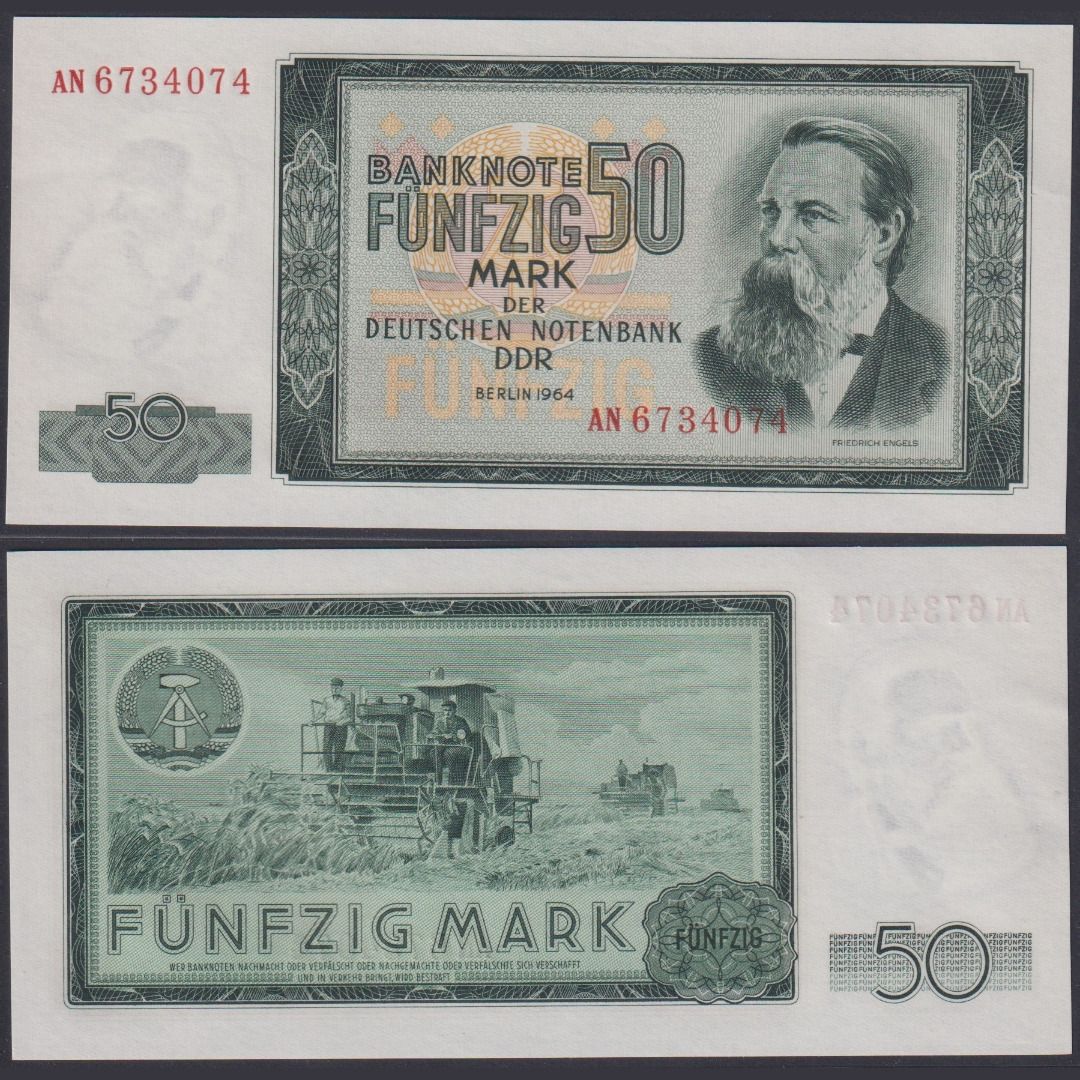 AN 6734074
BANKNOTE
FÜNFZIG 50
MARK
DER
DEUTSCHEN NOTENBANK
DDR
FÜNFZIG
BERLIN 1964
AN 6734074
FRIEDRICH ENGELS
50
AN 6734074
FÜNFZIG MARK
FÜNFZIG
WER BANKNOTEN NACHMACHT ODER VERFÄLSCHT ODER NACHGEMACHTE ODER VERFÄLSCHTE SICH VERSCHAFFT
UND IN VERKEHR BRINGT, WIRD BESTRAFT
50